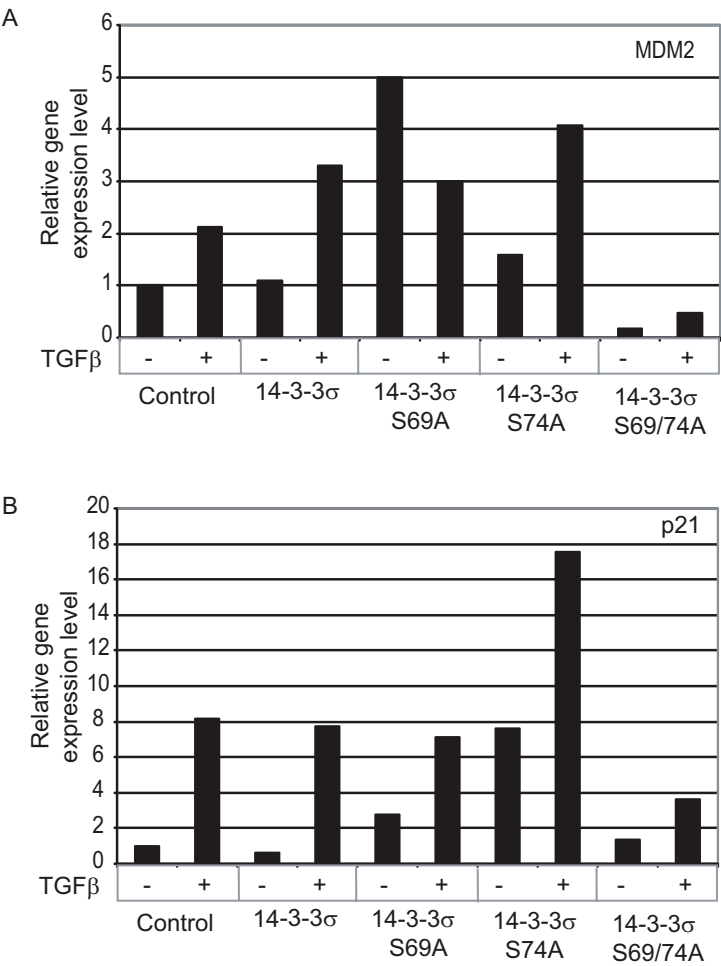 A
MDM2
Relative gene
expression level
6
5
4
3
2
1
0
TGFβ - + - + - + - + - +
Control 14-3-3σ 14-3-3σ 14-3-3σ 14-3-3σ
S69A S74A S69/74A
B
p21
Relative gene
expression level
20
18
16
14
12
10
8
6
4
2
0
TGFβ - + - + - + - + - +
Control 14-3-3σ 14-3-3σ 14-3-3σ 14-3-3σ
S69A S74A S69/74A